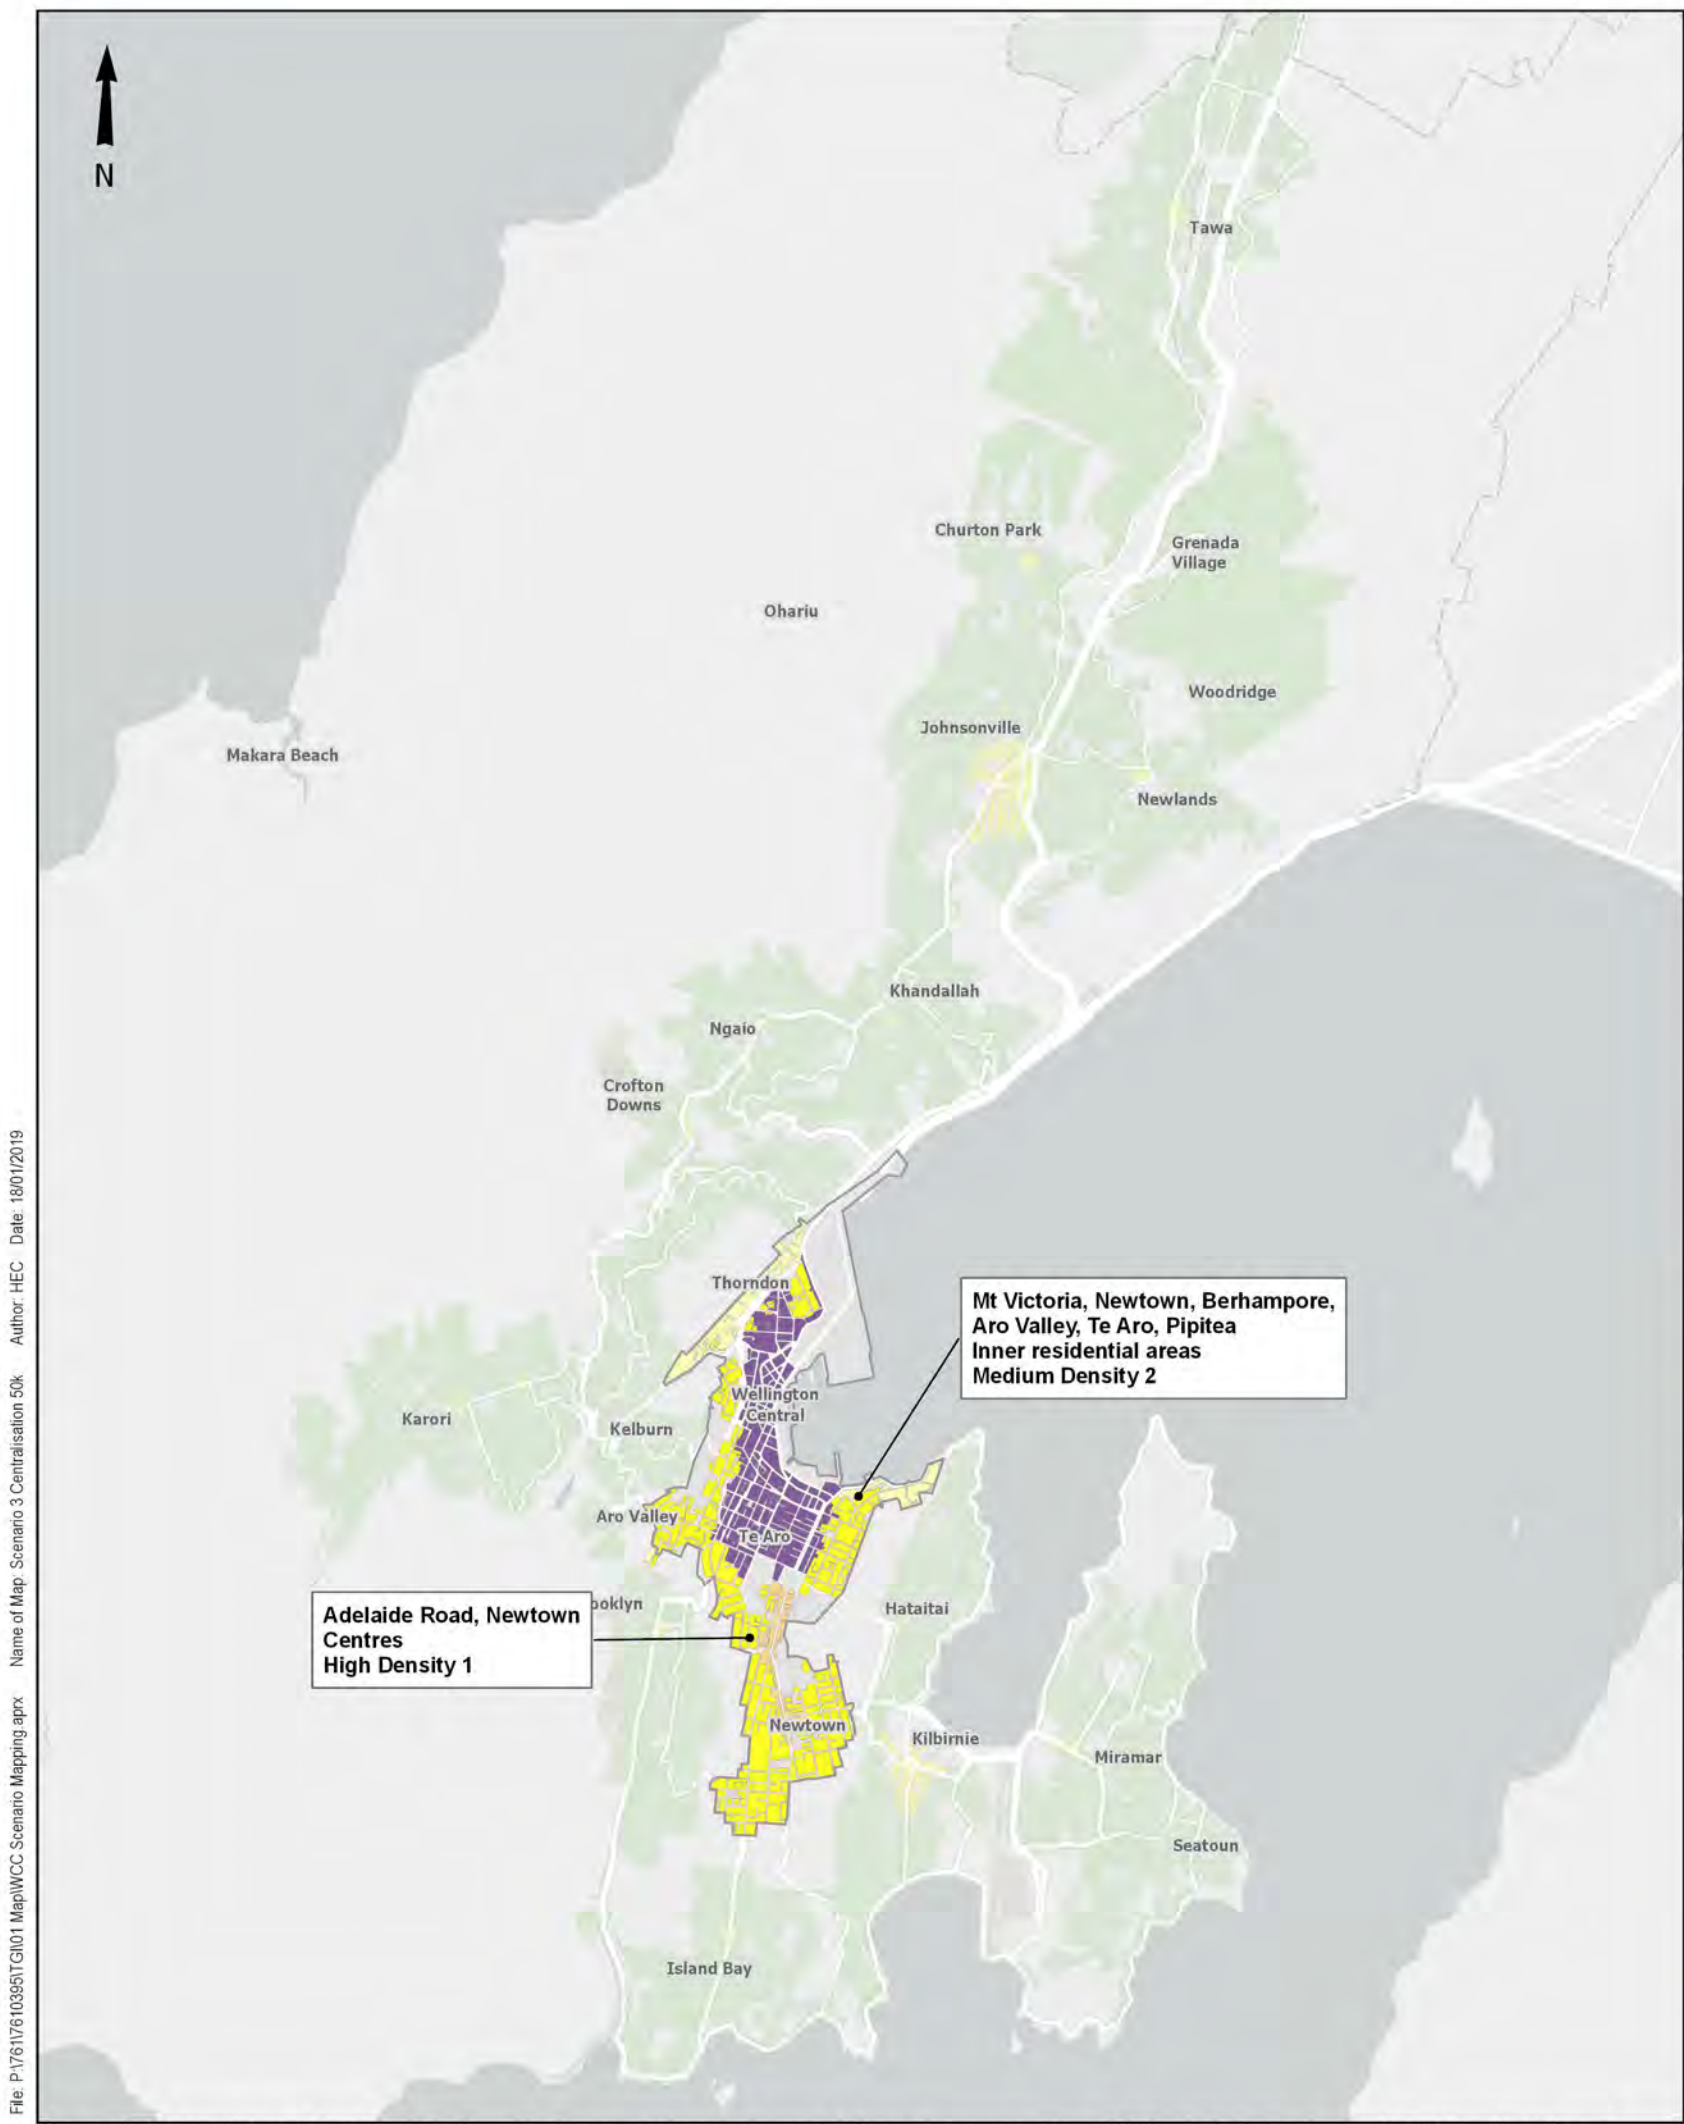 N
Tawa
Churton Park
Grenada
Village
Ohariu
Woodridge
Johnsonville
Makara Beach
Newlands
Khandallah
Ngaio
Crofton
Downs
Thorndon
Mt Victoria, Newtown, Berhampore,
Aro Valley, Te Aro, Pipitea
Inner residential areas
Medium Density 2
Wellington
Central
Karori
Kelburn
Aro Valley
Te Aro
ooklyn
Adelaide Road, Newtown
Centres
High Density 1
Hataitai
Newtown
Kilbirnie
Miramar
Seatoun
Island Bay
File: P:\761\7610395\TGI\01 Map\WCC Scenario Mapping.aprx Name of Map: Scenario 3 Centralisation 50k Author: HEC Date: 18/01/2019